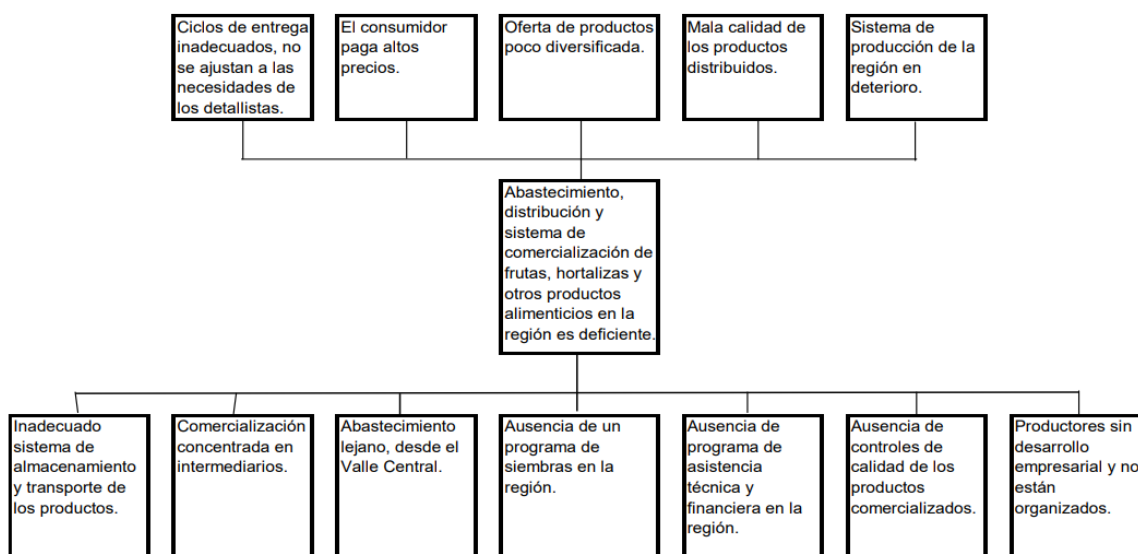 Ciclos de entrega
inadecuados, no
se ajustan a las
necesidades de
los detallistas.
El consumidor
paga altos
precios.
Oferta de productos
poco diversificada.
Mala calidad de
los productos
distribuidos.
Sistema de
producción de la
región en
deterioro.
Abastecimiento,
distribución y
sistema de
comercialización de
frutas, hortalizas y
otros productos
alimenticios en la
región es deficiente.
Inadecuado
sistema de
almacenamiento
y transporte de
los productos.
Comercialización
concentrada en
intermediarios.
Abastecimiento
lejano, desde el
Valle Central.
Ausencia de un
programa de
siembras en la
región.
Ausencia de
programa de
asistencia
técnica y
financiera en la
región.
Ausencia de
controles de
calidad de los
productos
comercializados.
Productores sin
desarrollo
empresarial y no
están
organizados.